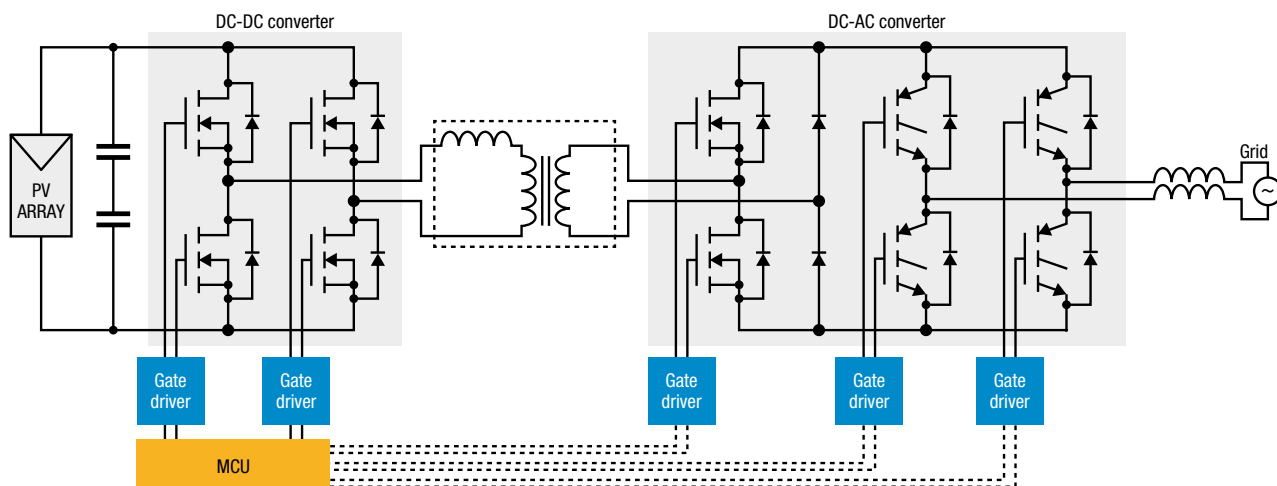 DC-DC converter
DC-AC converter
PV
ARRAY
Grid
~
Gate
driver
Gate
driver
Gate
driver
Gate
driver
Gate
driver
MCU